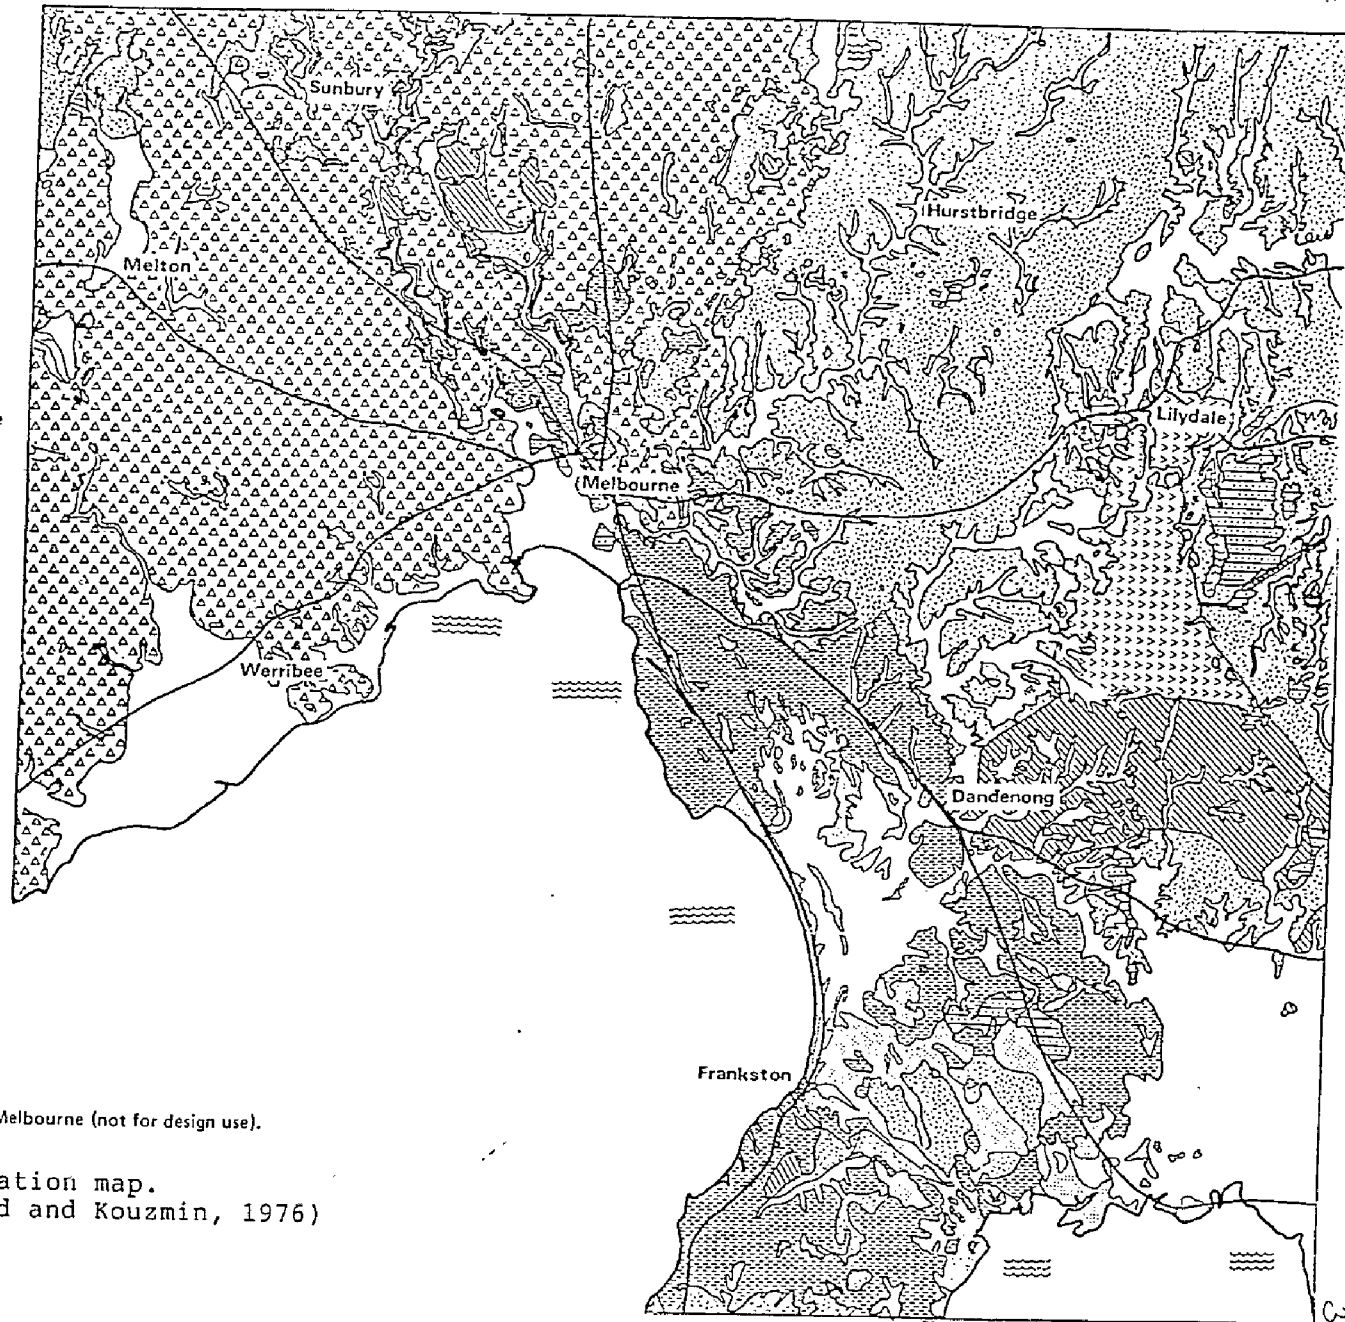 Sunbury
Hurstbridge
Melton
Lilydale
Melbourne
Werribee
Dandenong
Frankston
Melbourne (not for design use).
ation map.
d and Kouzmin, 1976)